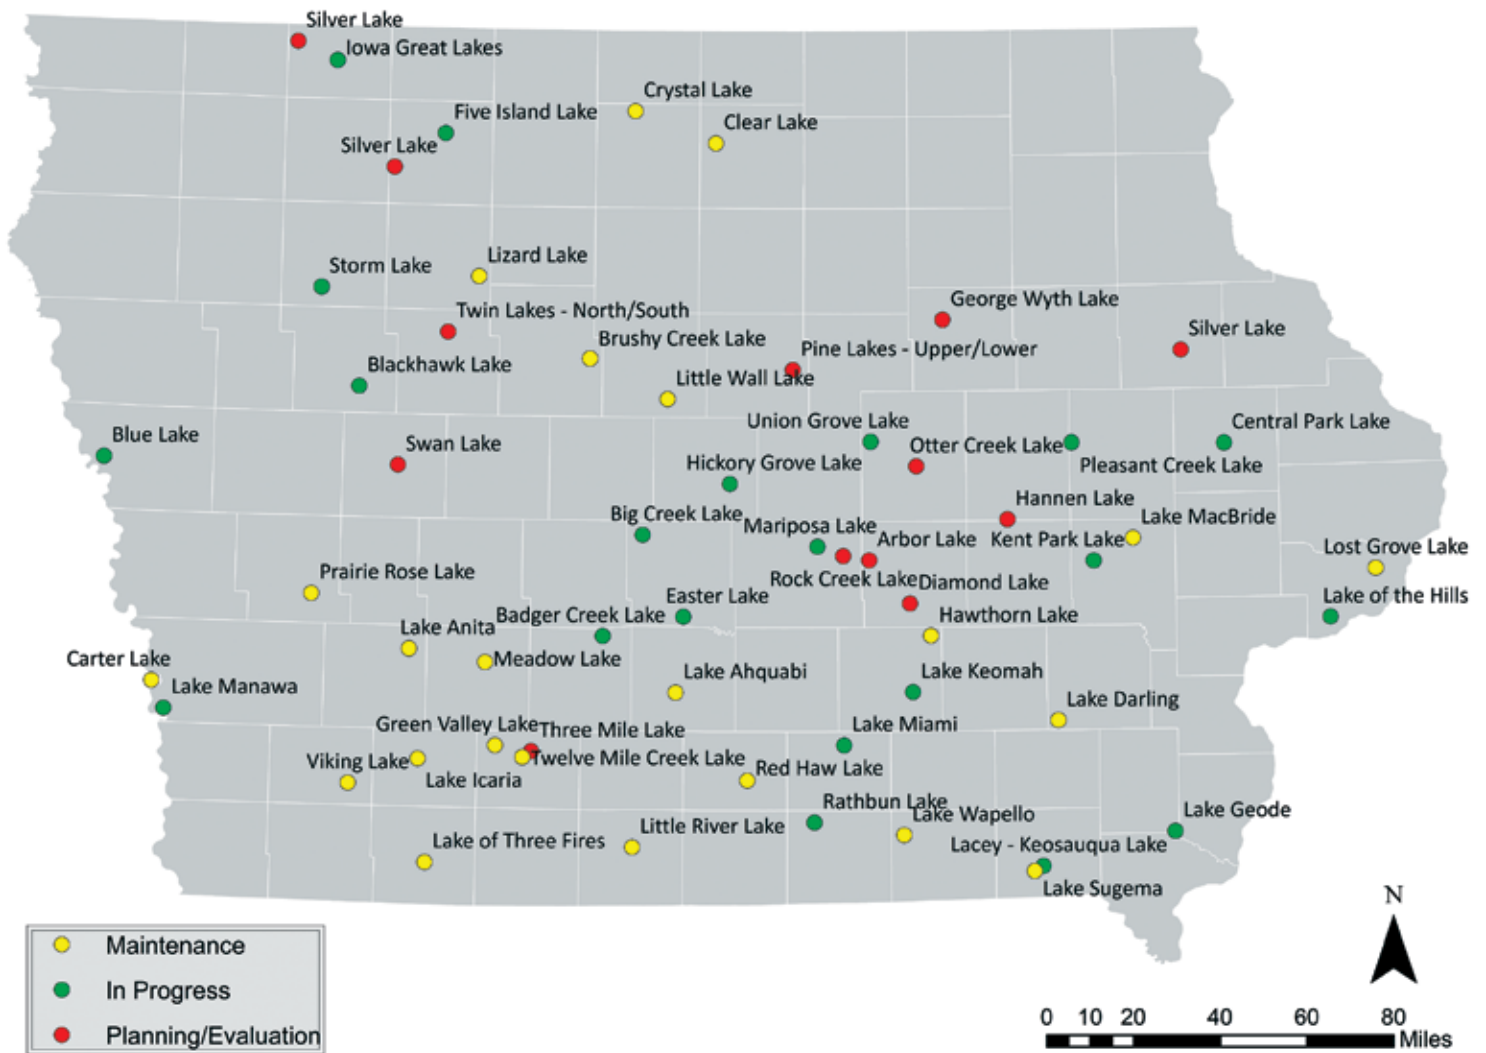 Silver Lake
Iowa Great Lakes
Crystal Lake
Five Island Lake
Clear Lake
Silver Lake
Lizard Lake
Storm Lake
George Wyth Lake
Twin Lakes - North/South
Silver Lake
Brushy Creek Lake
Pine Lakes - Upper/Lower
Blackhawk Lake
Little Wall Lake
Union Grove Lake
Central Park Lake
Blue Lake
Swan Lake
Otter Creek Lake
Hickory Grove Lake
Pleasant Creek Lake
Hannen Lake
Big Creek Lake
Mariposa Lake
Lake MacBride
Arbor Lake
Kent Park Lake
Lost Grove Lake
Prairie Rose Lake
Rock Creek Lake
Diamond Lake
Easter Lake
Lake of the Hills
Badger Creek Lake
Hawthorn Lake
Lake Anita
Carter Lake
Meadow Lake
Lake Ahquabi
Lake Keomah
Lake Manawa
Lake Darling
Green Valley Lake
Three Mile Lake
Lake Miami
Viking Lake
Twelve Mile Creek Lake
Red Haw Lake
Lake Icaria
Rathbun Lake
Lake Wapello
Lake Geode
Little River Lake
Lake of Three Fires
Lacey - Keosauqua Lake
Lake Sugema
N
Maintenance
In Progress
Planning/Evaluation
0 10 20 40 60 80
Miles